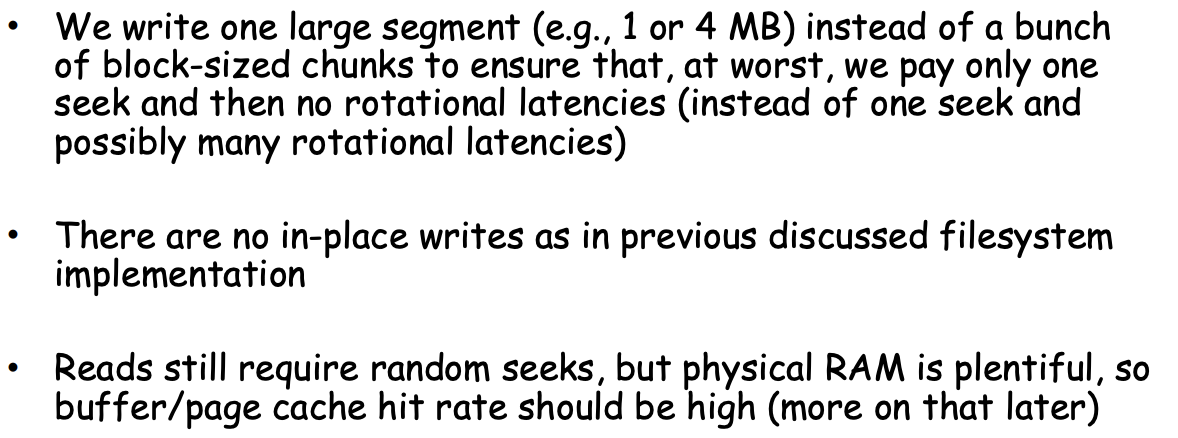 • We write one large segment (e.g., 1 or 4 MB) instead of a bunch
of block-sized chunks to ensure that, at worst, we pay only one
seek and then no rotational latencies (instead of one seek and
possibly many rotational latencies)
• There are no in-place writes as in previous discussed filesystem
implementation
• Reads still require random seeks, but physical RAM is plentiful, so
buffer/page cache hit rate should be high (more on that later)